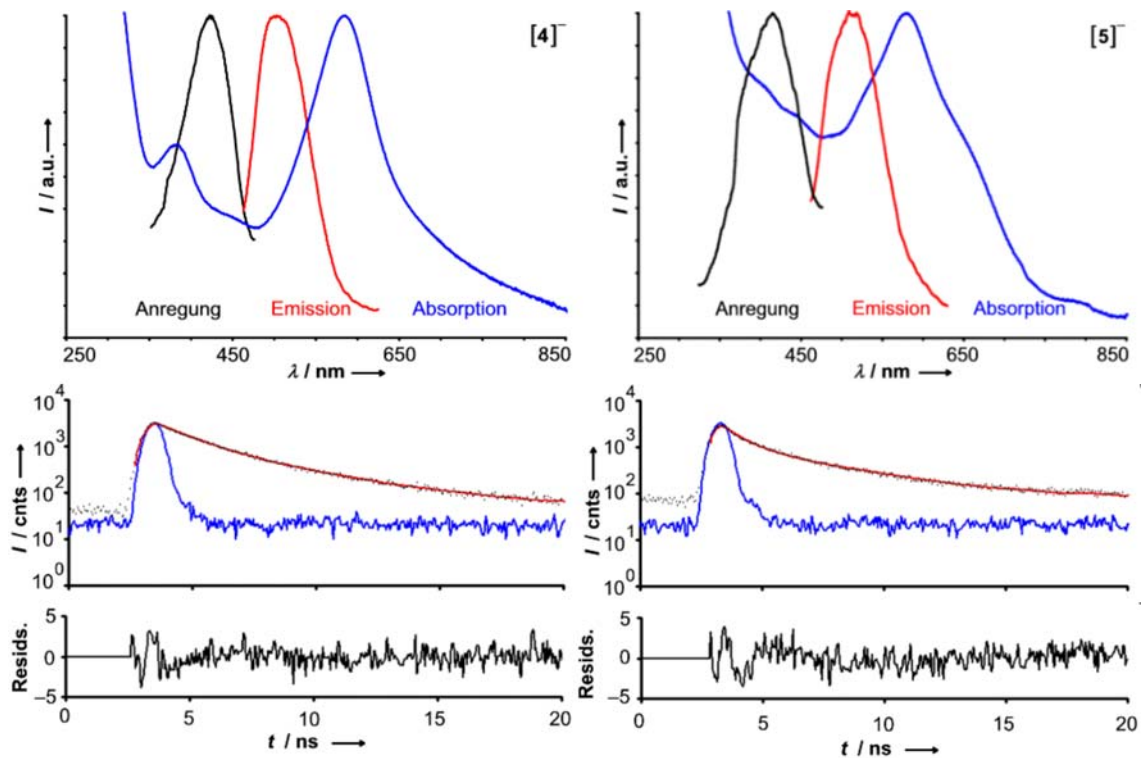 [4]⁻
I / a.u.
Anregung Emission Absorption
250 450 650 850
λ / nm
[5]⁻
I / a.u.
Anregung Emission Absorption
250 450 650 850
λ / nm
10⁴
10³
10²
10¹
10⁰
I / cnts
5
0
–5
Resids.
0 5 10 15 20
t / ns
10⁴
10³
10²
10¹
10⁰
I / cnts
5
0
–5
Resids.
0 5 10 15 20
t / ns